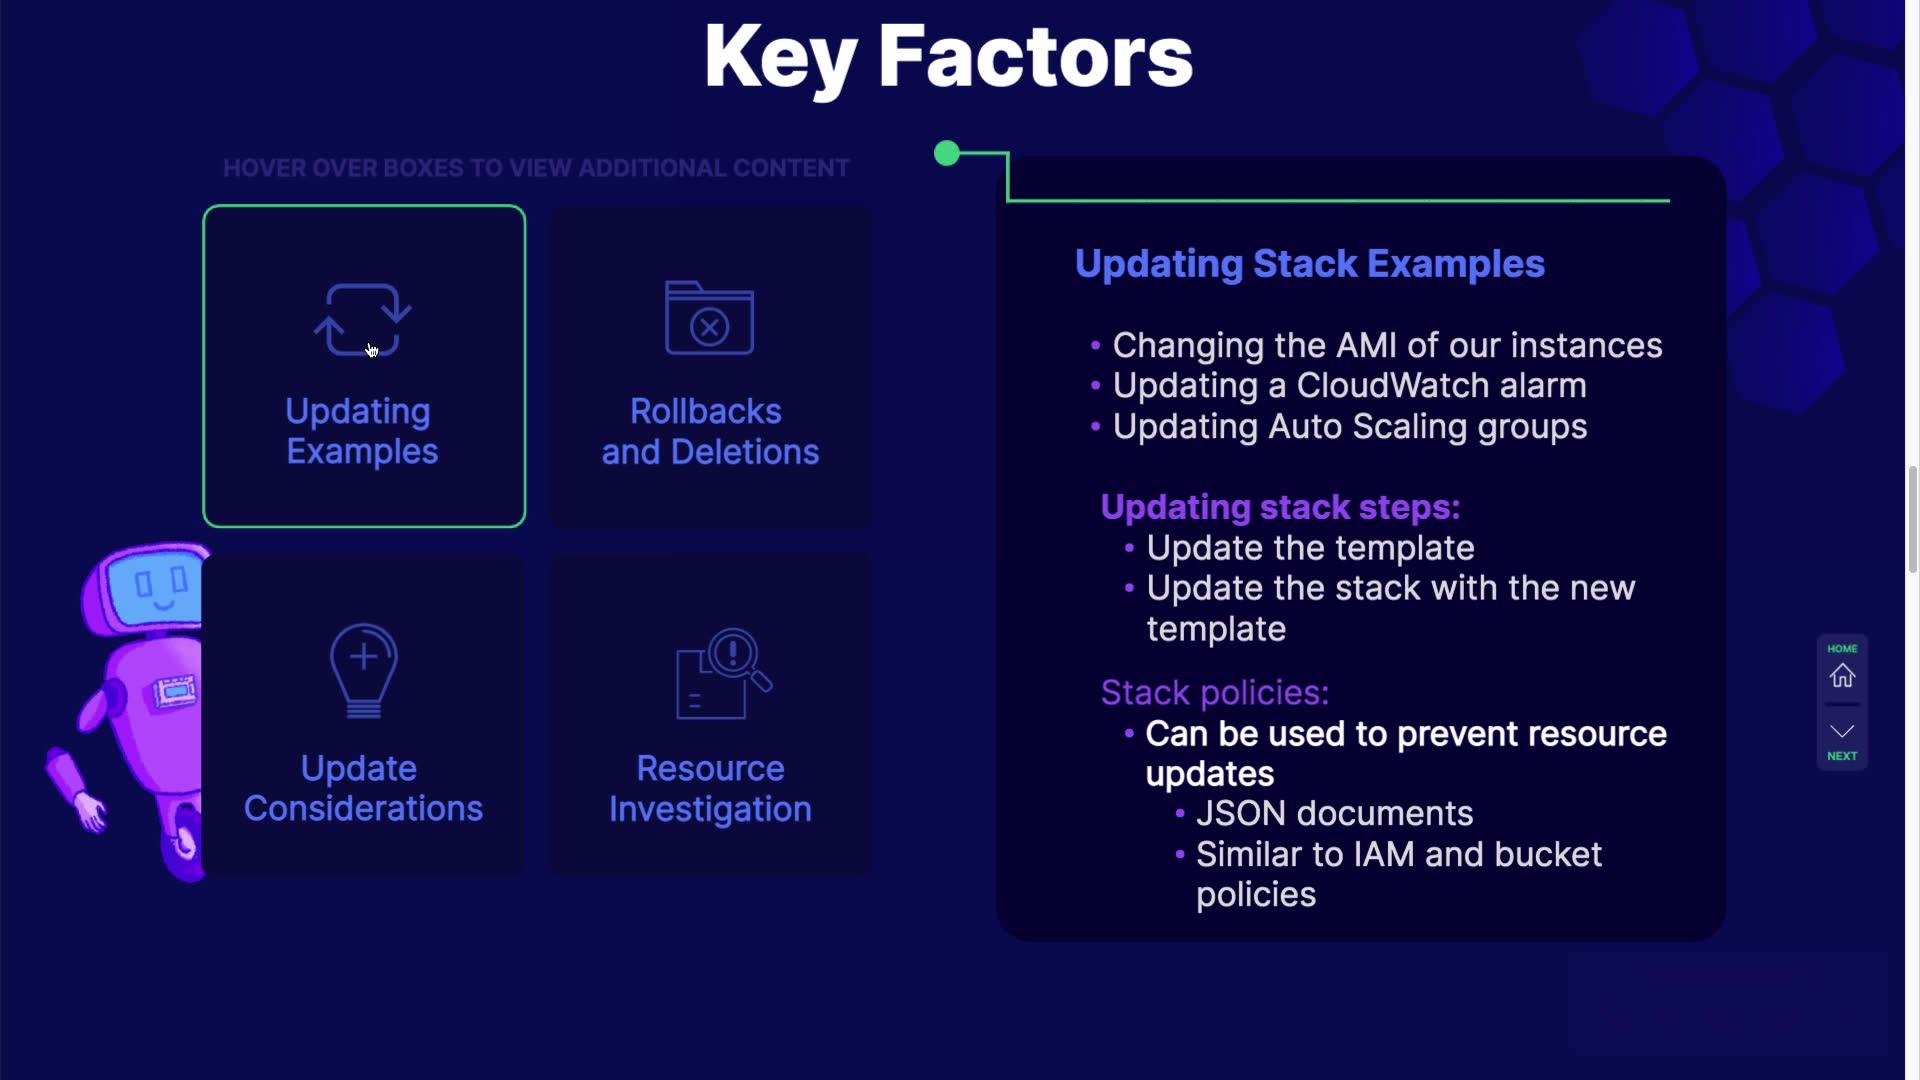 Key Factors
HOVER OVER BOXES TO VIEW ADDITIONAL CONTENT
Updating
Examples
Rollbacks
and Deletions
Update
Considerations
Resource
Investigation
Updating Stack Examples
• Changing the AMI of our instances
• Updating a CloudWatch alarm
• Updating Auto Scaling groups
Updating stack steps:
• Update the template
• Update the stack with the new
template
Stack policies:
• Can be used to prevent resource
updates
• JSON documents
• Similar to IAM and bucket
policies
HOME
NEXT